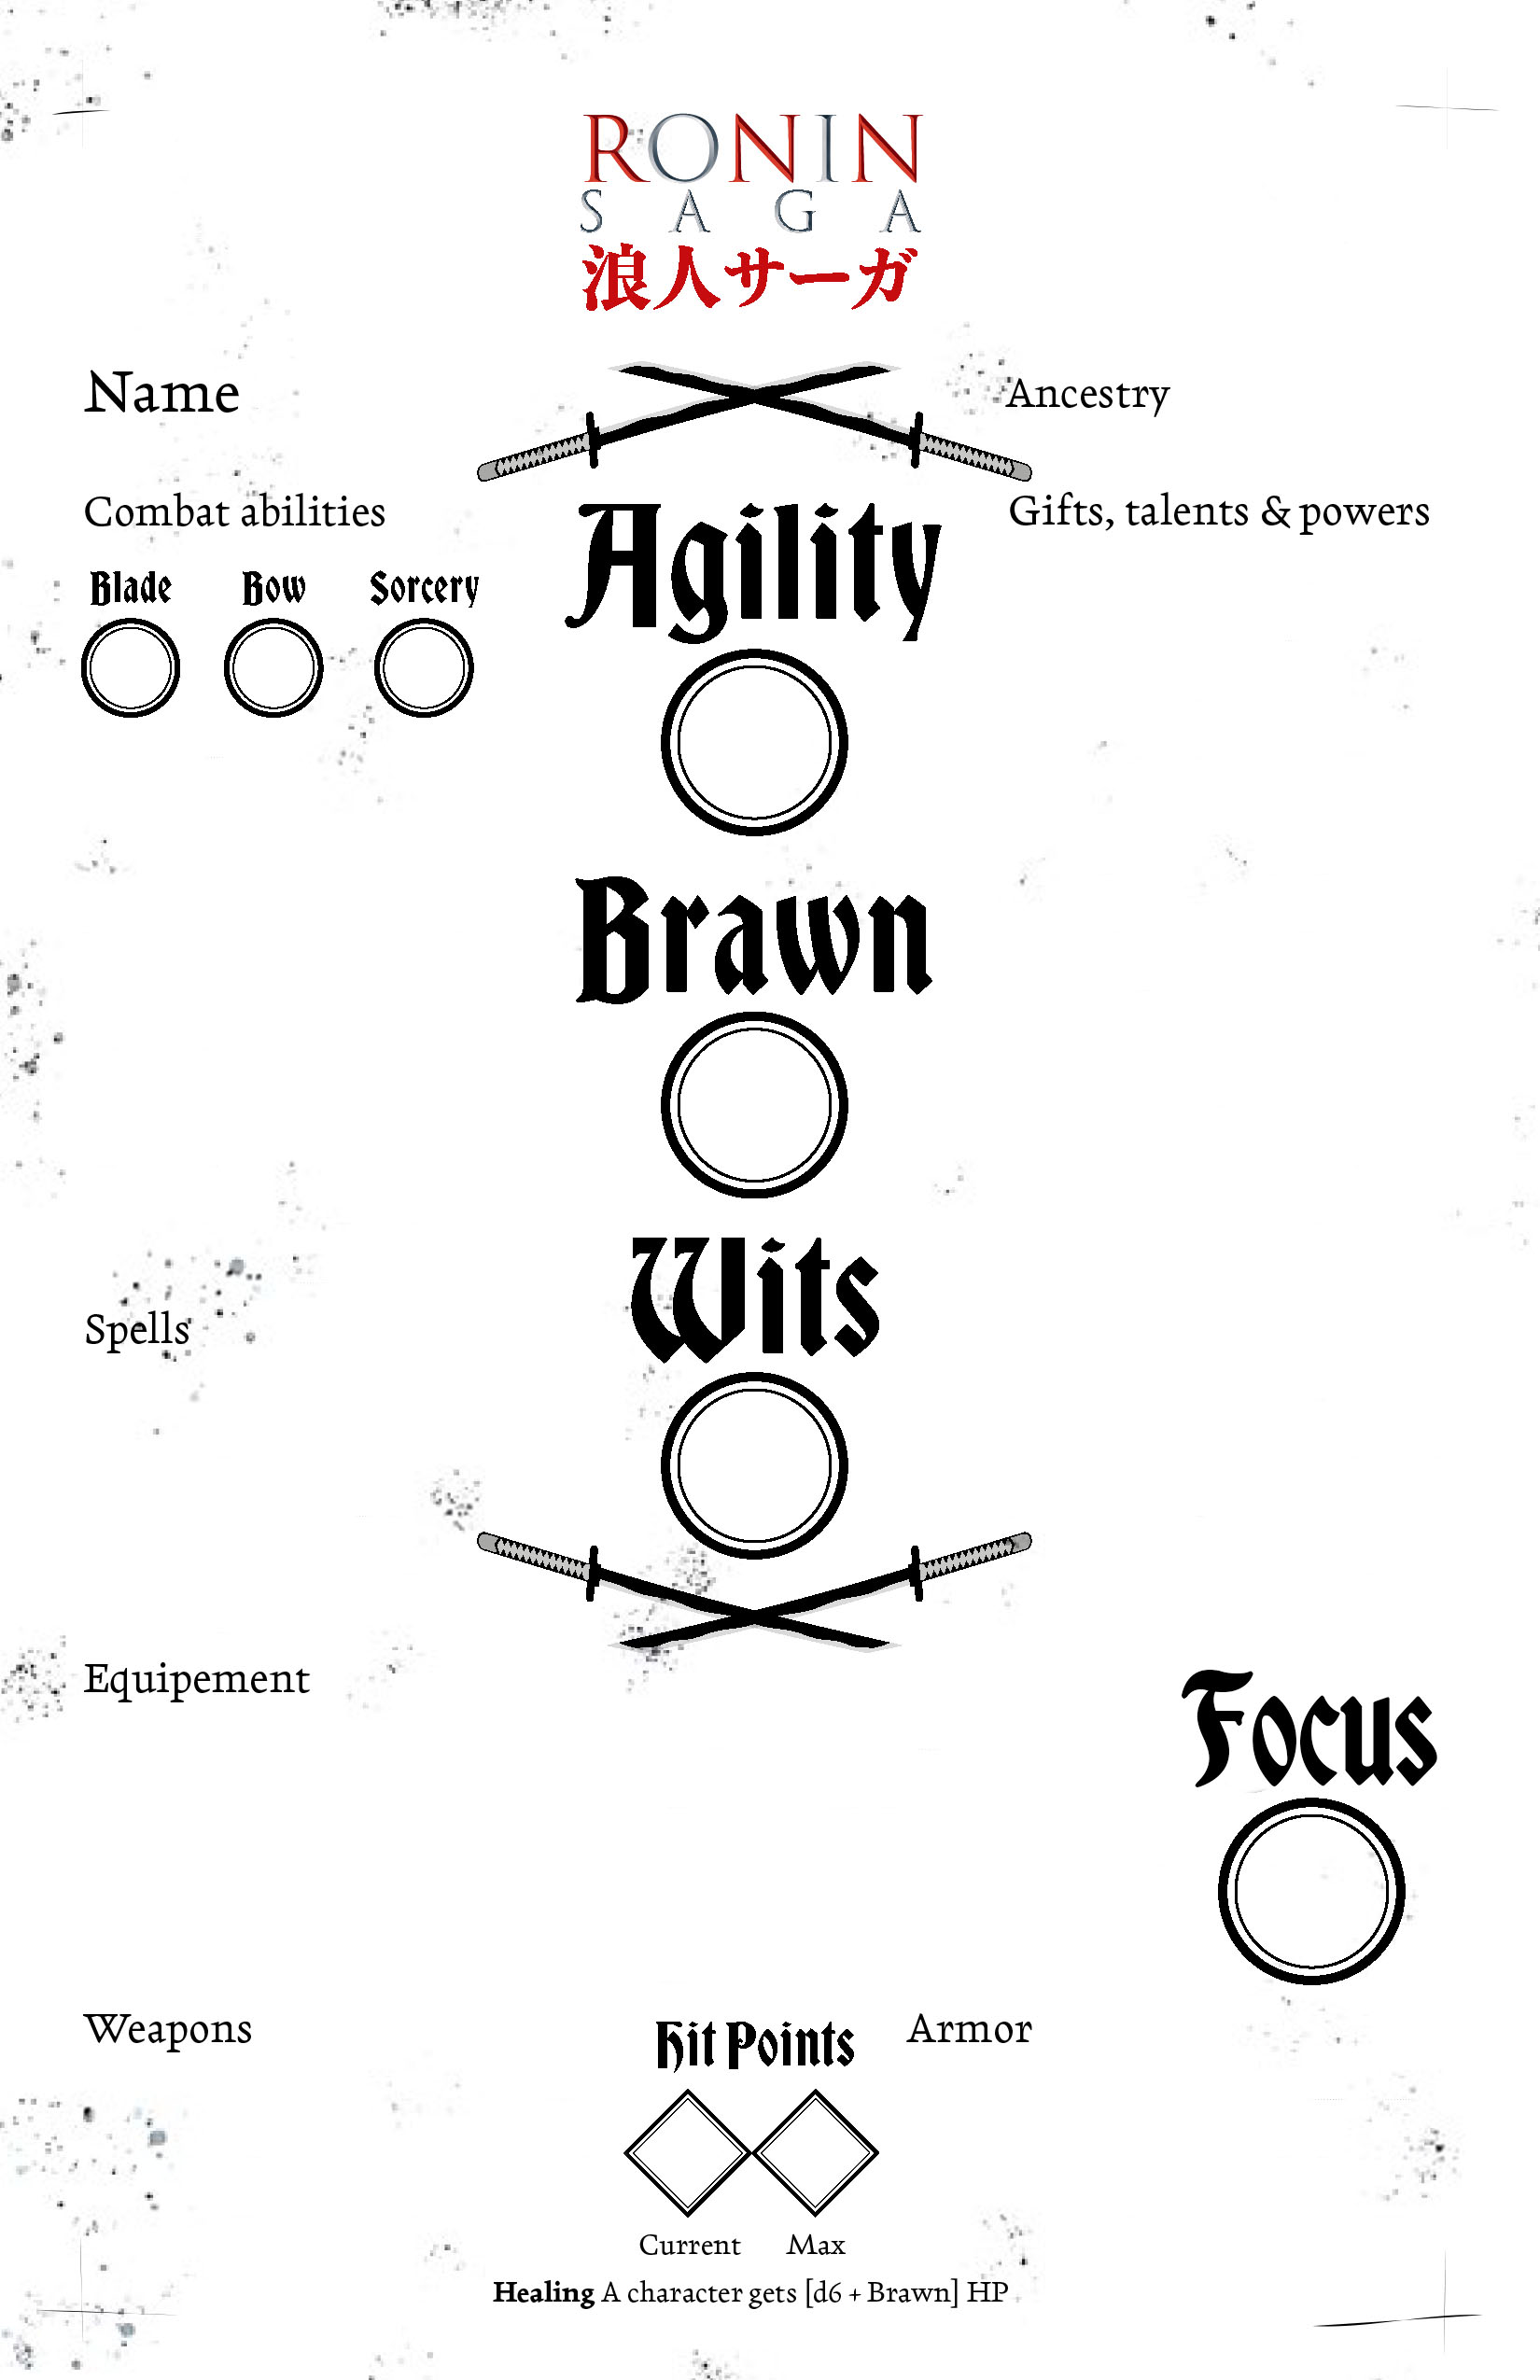 RONIN
SAGA
浪人サーガ
Name
Ancestry
Combat abilities
Gifts, talents & powers
Blade Bow Sorcery
Agility
Brawn
Wits
Spells
Equipement
Focus
Weapons
Hit Points
Armor
Current Max
Healing A character gets [d6 + Brawn] HP